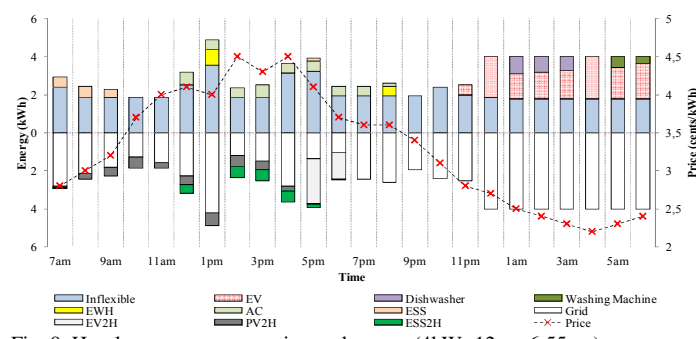 6
4
2
0
2
4
6
Energy (kWh)
5
4,5
4
3,5
3
2,5
2
Price (cents/kWh)
7am 9am 11am 1pm 3pm 5pm 7pm 9pm 11pm 1am 3am 5am
Time
Inflexible EV Dishwasher Washing Machine
EWH AC ESS Grid
EV2H PV2H ESS2H Price